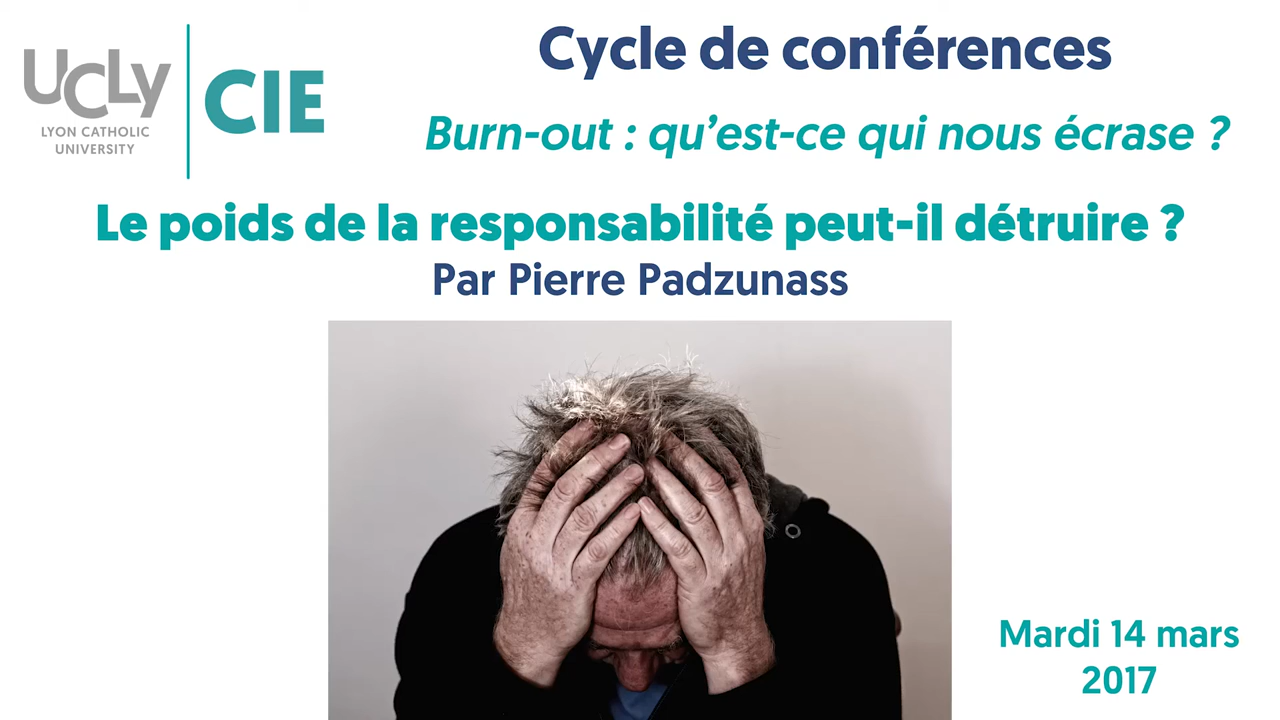 UCLy
LYON CATHOLIC
UNIVERSITY
CIE
Cycle de conférences
Burn-out : qu’est-ce qui nous écrase ?
Le poids de la responsabilité peut-il détruire ?
Par Pierre Padzunass
Mardi 14 mars
2017